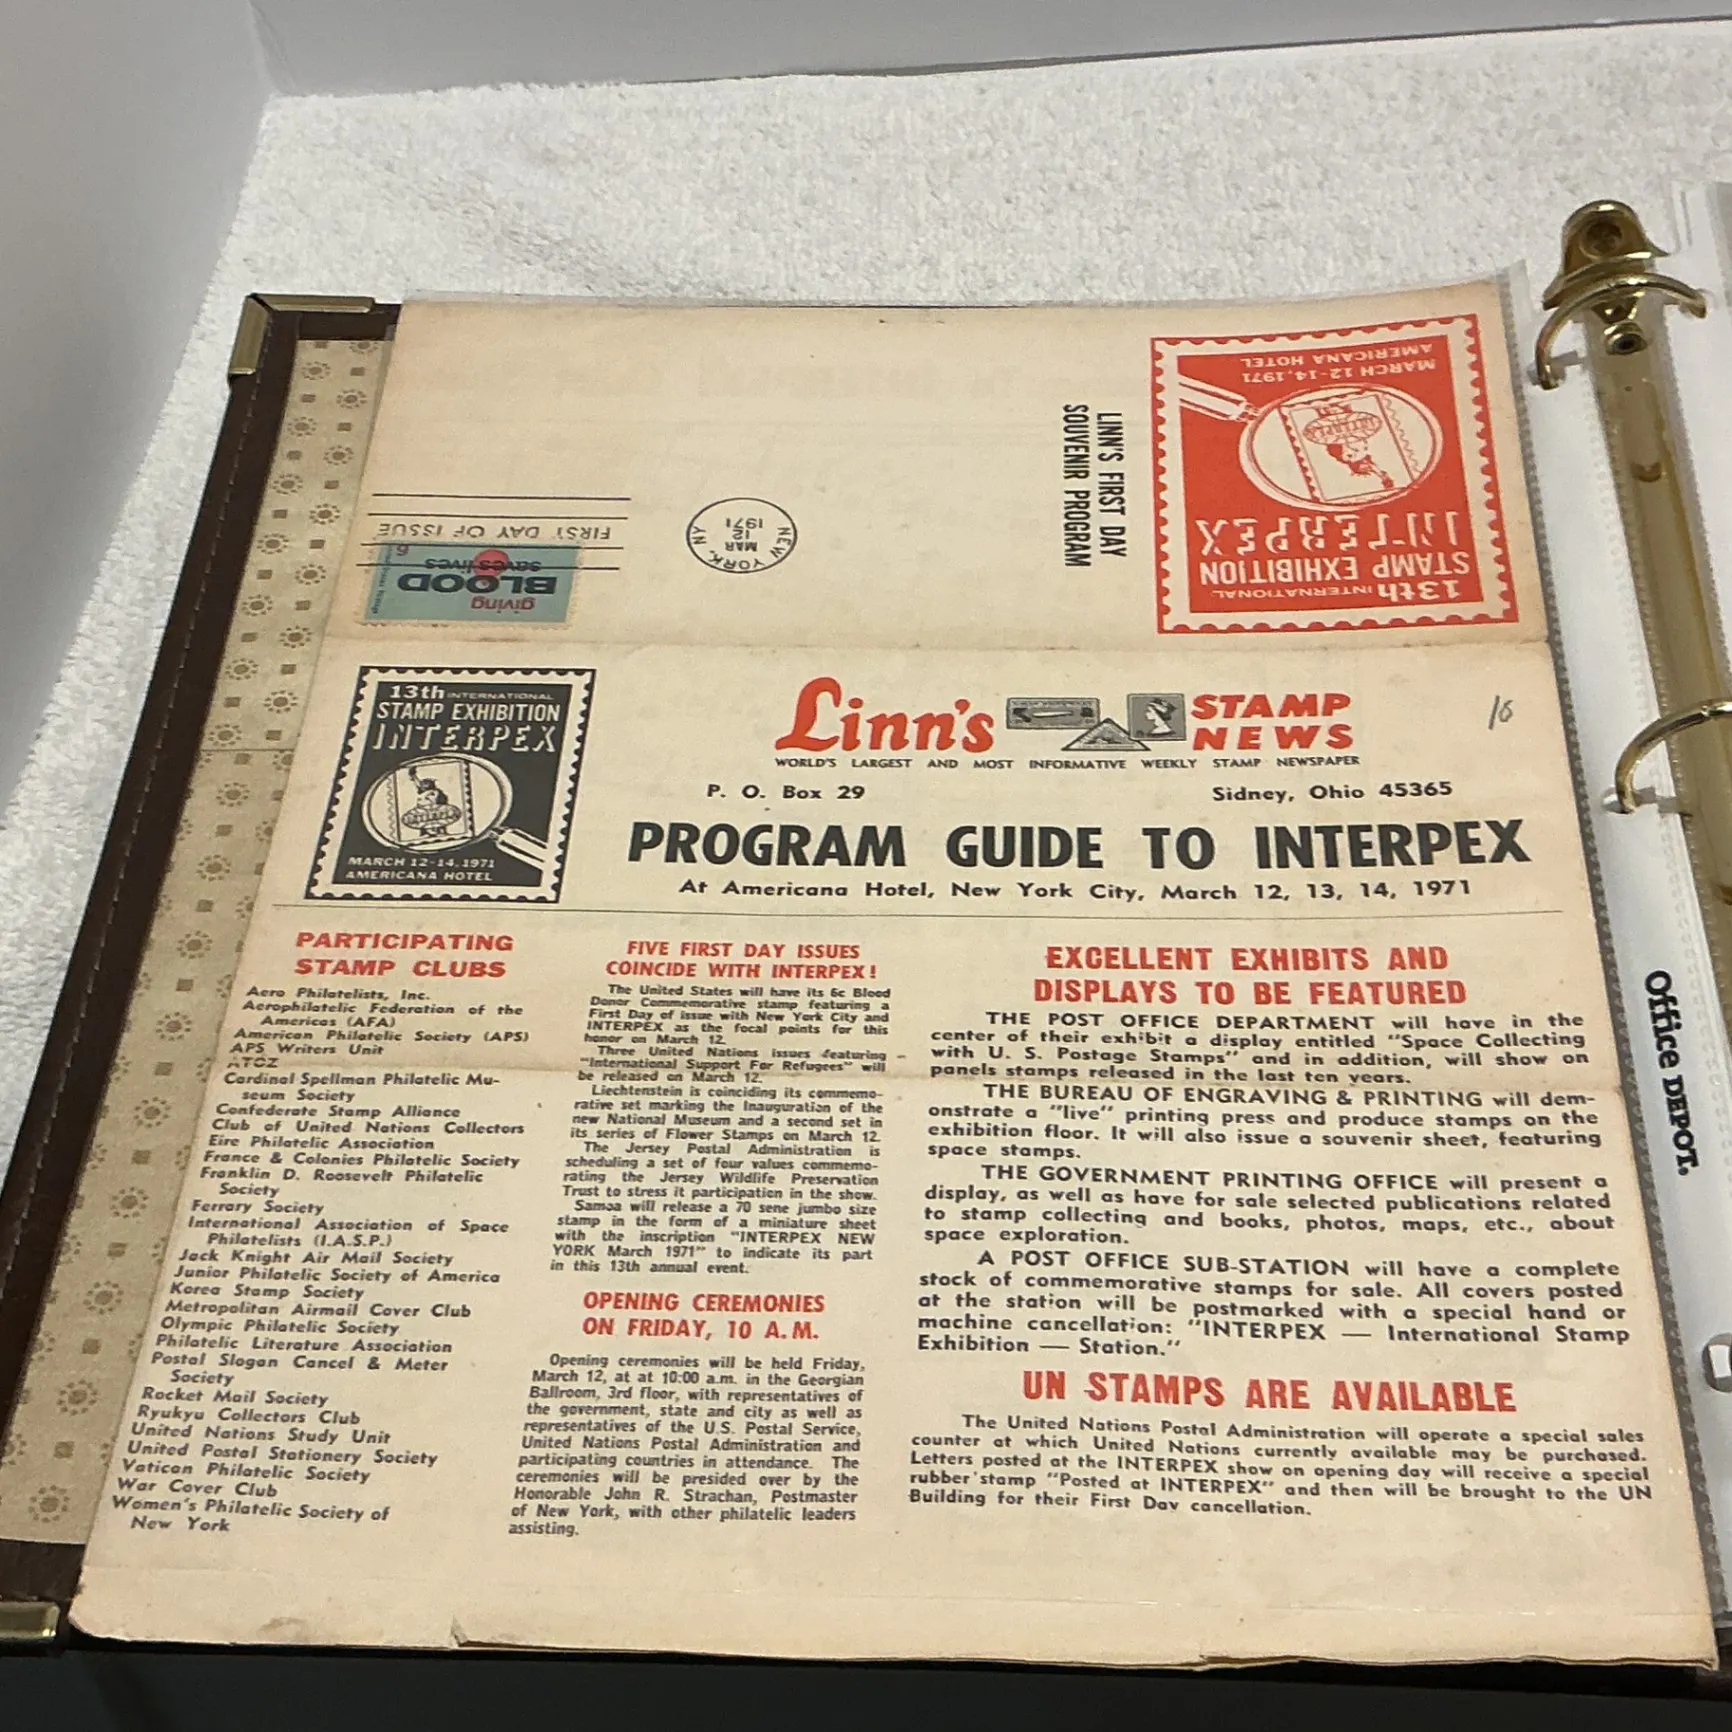 MARCH 12-14, 1971
AMERICANA HOTEL
INTERPEX
13th INTERNATIONAL
STAMP EXHIBITION
INTERPEX
LINN'S FIRST DAY
SOUVENIR PROGRAM
NEW YORK, NY
MAR
12
1971
FIRST DAY OF ISSUE
giving
BLOOD
saves lives
6
13th INTERNATIONAL
STAMP EXHIBITION
INTERPEX
INTERPEX
MARCH 12-14, 1971
AMERICANA HOTEL
Linn's STAMP
NEWS
WORLD'S LARGEST AND MOST INFORMATIVE WEEKLY STAMP NEWSPAPER
P. O. Box 29 Sidney, Ohio 45365
PROGRAM GUIDE TO INTERPEX
At Americana Hotel, New York City, March 12, 13, 14, 1971
PARTICIPATING
STAMP CLUBS
Aero Philatelists, Inc.
Aerophilatelic Federation of the
Americas (AFA)
American Philatelic Society (APS)
APS Writers Unit
ATCZ
Cardinal Spellman Philatelic Mu-
seum Society
Confederate Stamp Alliance
Club of United Nations Collectors
Eire Philatelic Association
France & Colonies Philatelic Society
Franklin D. Roosevelt Philatelic
Society
Ferrary Society
International Association of Space
Philatelists (I.A.S.P.)
Jack Knight Air Mail Society
Junior Philatelic Society of America
Korea Stamp Society
Metropolitan Airmail Cover Club
Olympic Philatelic Society
Philatelic Literature Association
Postal Slogan Cancel & Meter
Society
Rocket Mail Society
Ryukyu Collectors Club
United Nations Study Unit
United Postal Stationery Society
Vatican Philatelic Society
War Cover Club
Women's Philatelic Society of
New York
FIVE FIRST DAY ISSUES
COINCIDE WITH INTERPEX!
The United States will have its 6c Blood
Donor Commemorative stamp featuring a
First Day of issue with New York City and
INTERPEX as the focal points for this
honor on March 12.
Three United Nations issues featuring
"International Support For Refugees" will
be released on March 12.
Liechtenstein is coinciding its commemo-
rative set marking the Inauguration of the
new National Museum and a second set in
its series of Flower Stamps on March 12.
The Jersey Postal Administration is
scheduling a set of four values commemo-
rating the Jersey Wildlife Preservation
Trust to stress it participation in the show.
Samoa will release a 70 sene jumbo size
stamp in the form of a miniature sheet
with the inscription "INTERPEX NEW
YORK March 1971" to indicate its part
in this 13th annual event.
OPENING CEREMONIES
ON FRIDAY, 10 A.M.
Opening ceremonies will be held Friday,
March 12, at at 10:00 a.m. in the Georgian
Ballroom, 3rd floor, with representatives of
the government, state and city as well as
representatives of the U.S. Postal Service,
United Nations Postal Administration and
participating countries in attendance. The
ceremonies will be presided over by the
Honorable John R. Strachan, Postmaster
of New York, with other philatelic leaders
assisting.
EXCELLENT EXHIBITS AND
DISPLAYS TO BE FEATURED
THE POST OFFICE DEPARTMENT will have in the
center of their exhibit a display entitled "Space Collecting
with U. S. Postage Stamps" and in addition, will show on
panels stamps released in the last ten years.
THE BUREAU OF ENGRAVING & PRINTING will dem-
onstrate a "live" printing press and produce stamps on the
exhibition floor. It will also issue a souvenir sheet, featuring
space stamps.
THE GOVERNMENT PRINTING OFFICE will present a
display, as well as have for sale selected publications related
to stamp collecting and books, photos, maps, etc., about
space exploration.
A POST OFFICE SUB-STATION will have a complete
stock of commemorative stamps for sale. All covers posted
at the station will be postmarked with a special hand or
machine cancellation: "INTERPEX — International Stamp
Exhibition — Station."
UN STAMPS ARE AVAILABLE
The United Nations Postal Administration will operate a special sales
counter at which United Nations currently available may be purchased.
Letters posted at the INTERPEX show on opening day will receive a special
rubber stamp "Posted at INTERPEX" and then will be brought to the UN
Building for their First Day cancellation.
Office DEPOT.